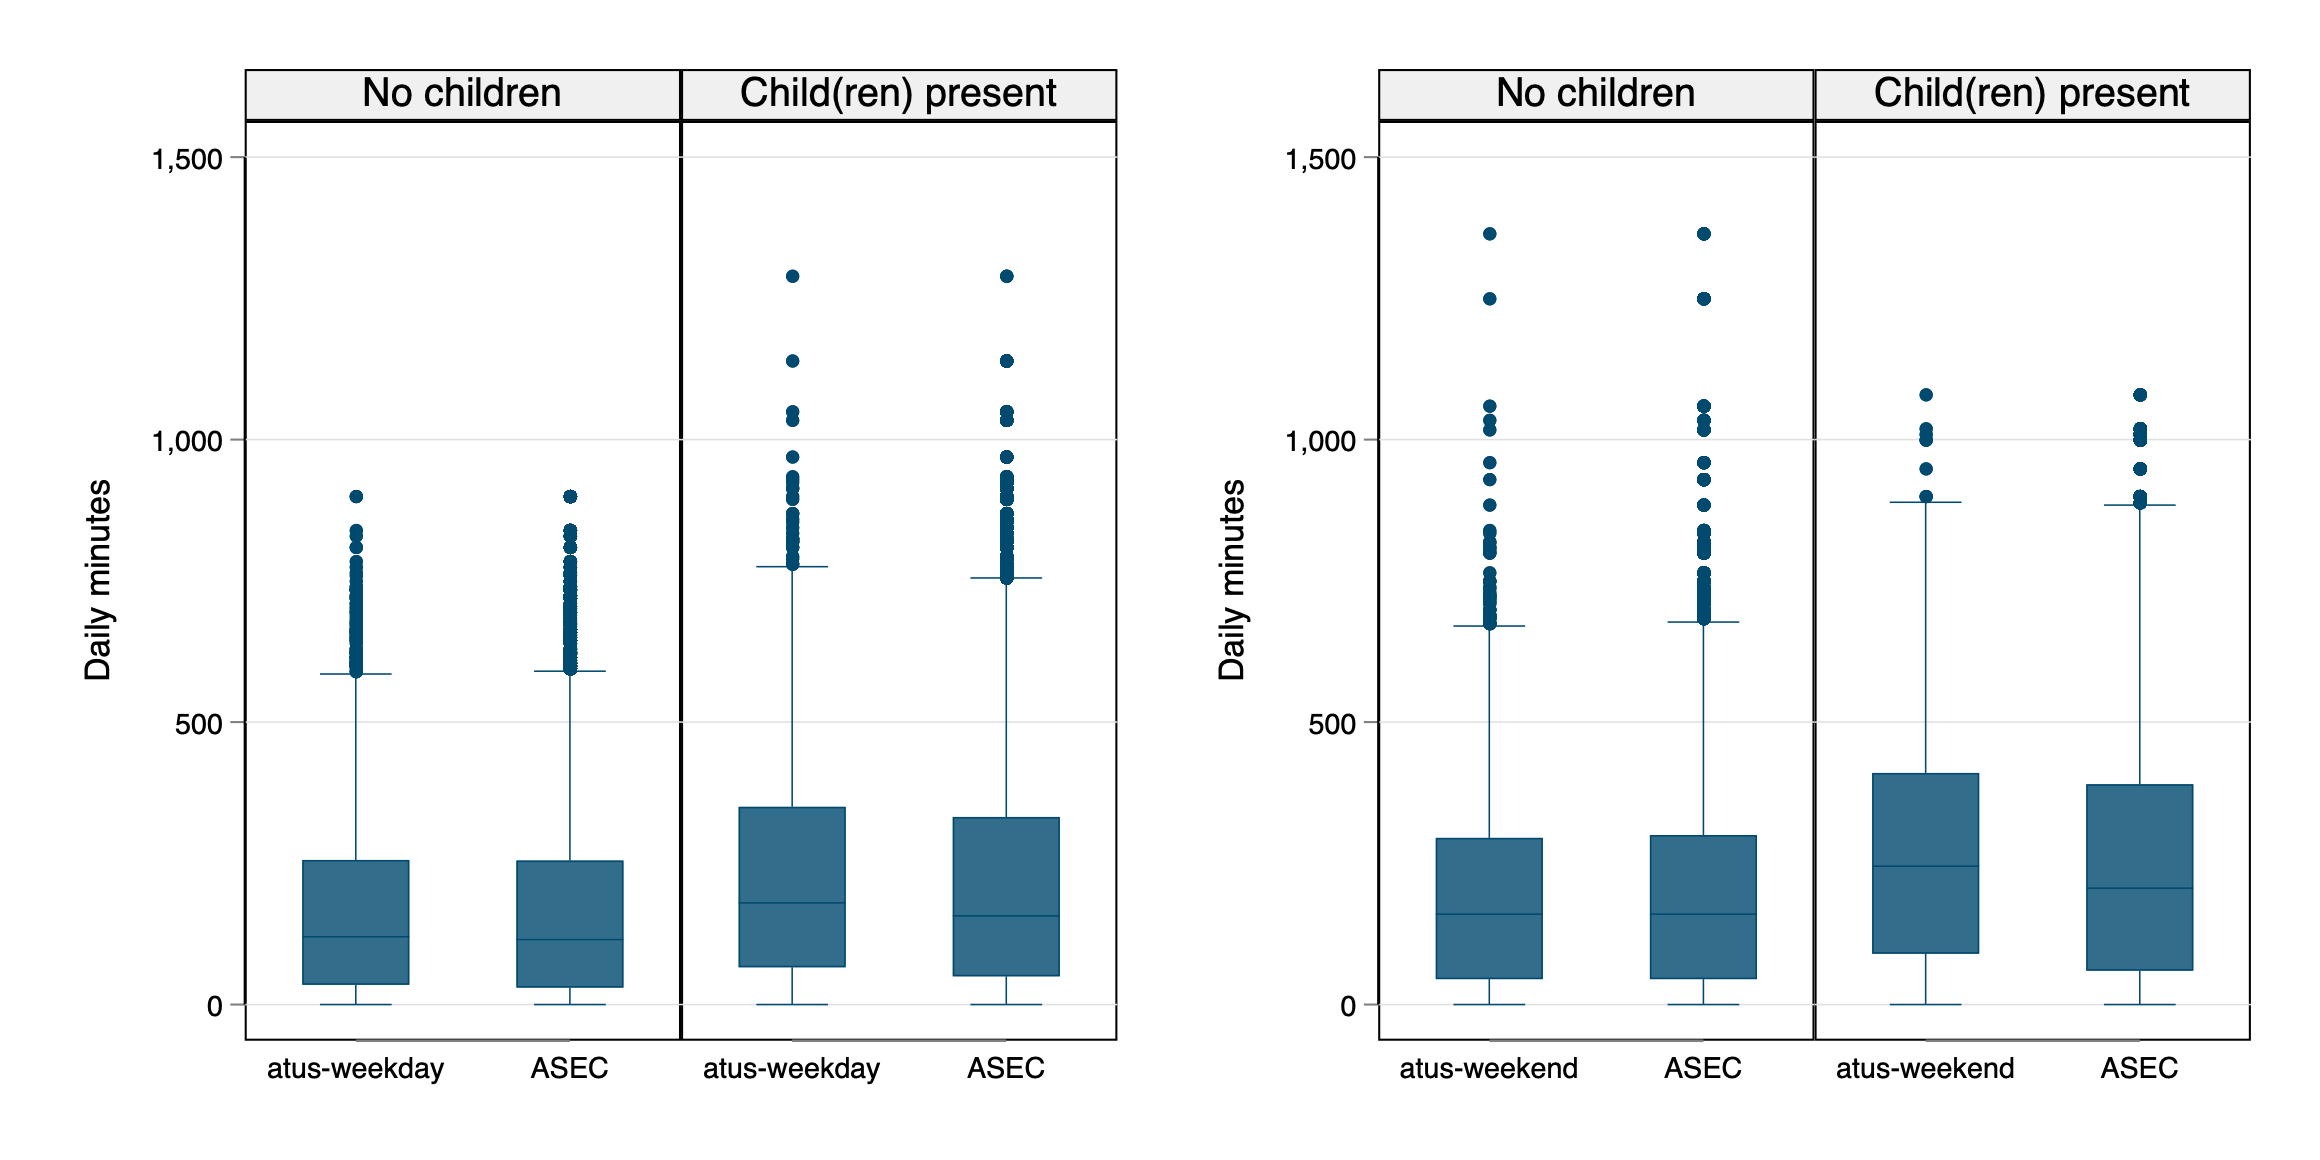 No children
Child(ren) present
Daily minutes
1,500
1,000
500
0
atus-weekday
ASEC
atus-weekday
ASEC
No children
Child(ren) present
Daily minutes
1,500
1,000
500
0
atus-weekend
ASEC
atus-weekend
ASEC